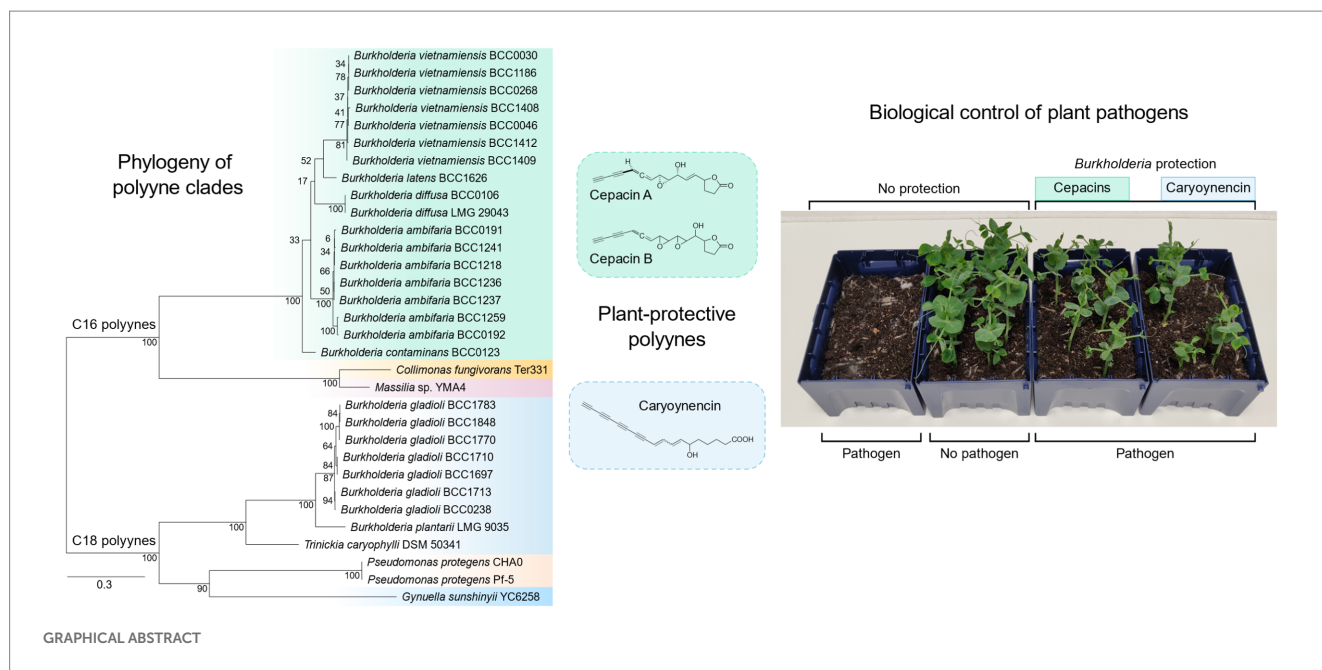 Phylogeny of
polyyne clades
C16 polyynes
C18 polyynes
0.3
34
78
37
41
77
81
52
17
100
33
6
34
66
50
100
100
100
100
100
84
100
64
84
87
94
100
100
100
100
90
Burkholderia vietnamiensis BCC0030
Burkholderia vietnamiensis BCC1186
Burkholderia vietnamiensis BCC0268
Burkholderia vietnamiensis BCC1408
Burkholderia vietnamiensis BCC0046
Burkholderia vietnamiensis BCC1412
Burkholderia vietnamiensis BCC1409
Burkholderia latens BCC1626
Burkholderia diffusa BCC0106
Burkholderia diffusa LMG 29043
Burkholderia ambifaria BCC0191
Burkholderia ambifaria BCC1241
Burkholderia ambifaria BCC1218
Burkholderia ambifaria BCC1236
Burkholderia ambifaria BCC1237
Burkholderia ambifaria BCC1259
Burkholderia ambifaria BCC0192
Burkholderia contaminans BCC0123
Collimonas fungivorans Ter331
Massilia sp. YMA4
Burkholderia gladioli BCC1783
Burkholderia gladioli BCC1848
Burkholderia gladioli BCC1770
Burkholderia gladioli BCC1710
Burkholderia gladioli BCC1697
Burkholderia gladioli BCC1713
Burkholderia gladioli BCC0238
Burkholderia plantarii LMG 9035
Trinickia caryophylli DSM 50341
Pseudomonas protegens CHA0
Pseudomonas protegens Pf-5
Gynuella sunshinyii YC6258
H
OH
O
O
O
Cepacin A
OH
O
O
O
O
Cepacin B
Plant-protective
polyynes
Caryoynencin
COOH
OH
Biological control of plant pathogens
Burkholderia protection
No protection
Cepacins
Caryoynencin
Pathogen
No pathogen
Pathogen
GRAPHICAL ABSTRACT